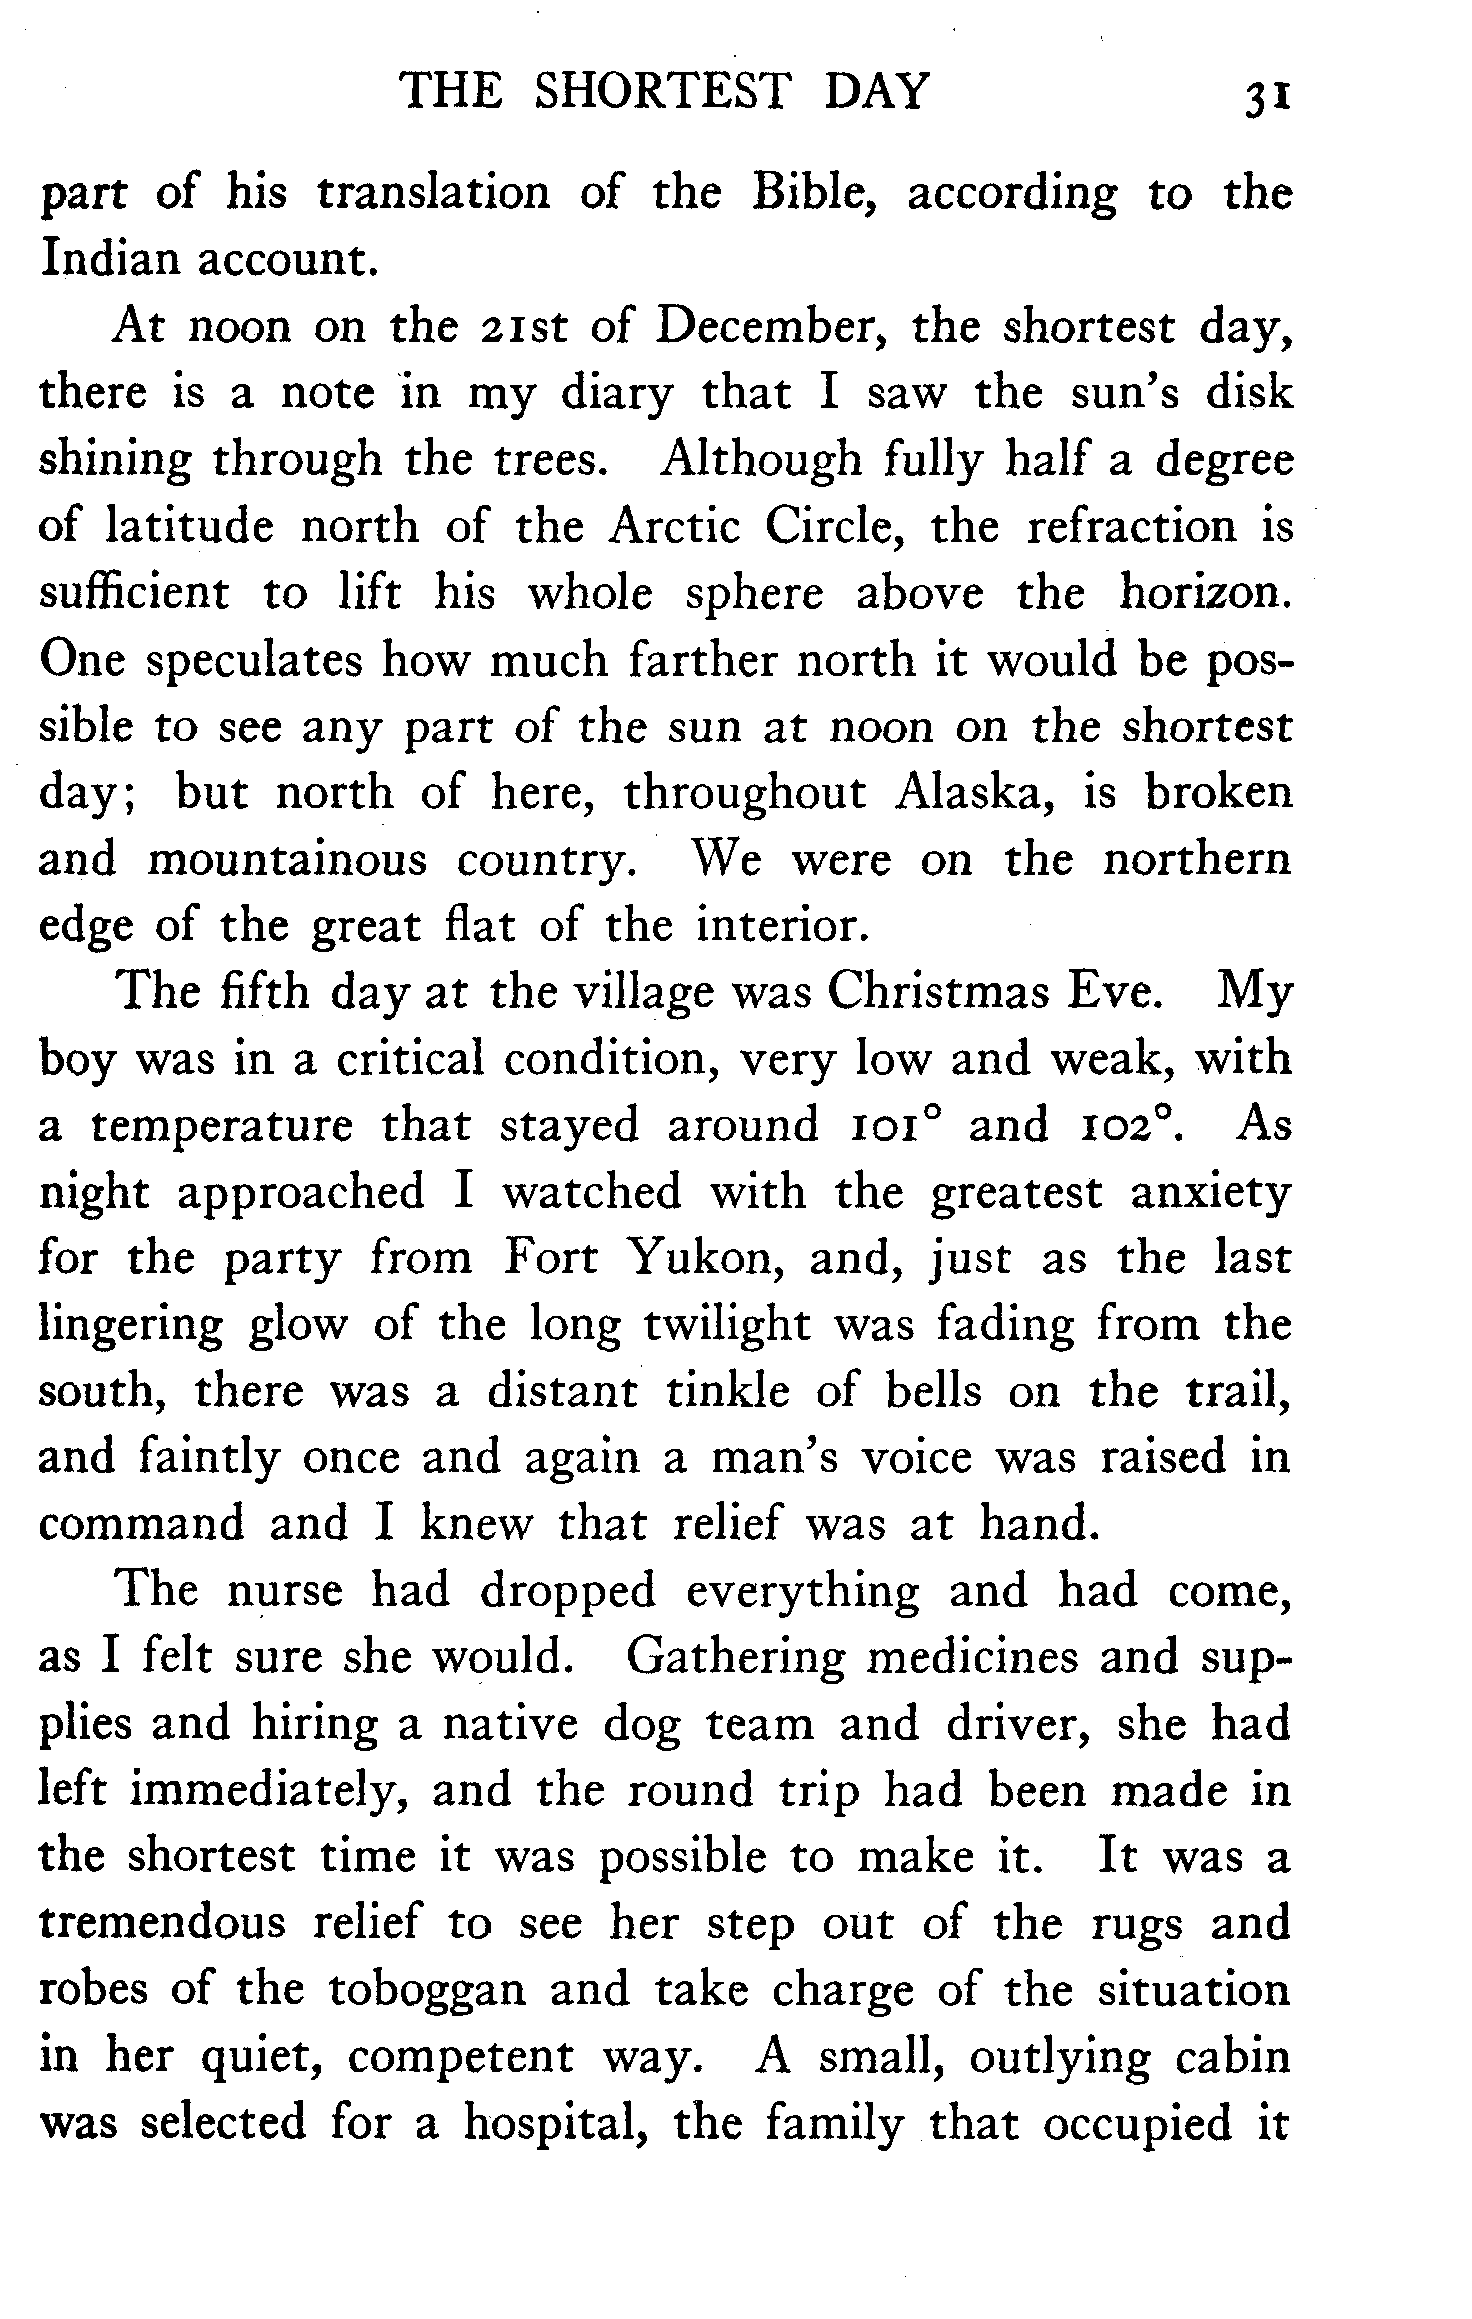 THE SHORTEST DAY 31
part of his translation of the Bible, according to the
Indian account.
At noon on the 21st of December, the shortest day,
there is a note in my diary that I saw the sun's disk
shining through the trees. Although fully half a degree
of latitude north of the Arctic Circle, the refraction is
sufficient to lift his whole sphere above the horizon.
One speculates how much farther north it would be pos-
sible to see any part of the sun at noon on the shortest
day; but north of here, throughout Alaska, is broken
and mountainous country. We were on the northern
edge of the great flat of the interior.
The fifth day at the village was Christmas Eve. My
boy was in a critical condition, very low and weak, with
a temperature that stayed around 101° and 102°. As
night approached I watched with the greatest anxiety
for the party from Fort Yukon, and, just as the last
lingering glow of the long twilight was fading from the
south, there was a distant tinkle of bells on the trail,
and faintly once and again a man's voice was raised in
command and I knew that relief was at hand.
The nurse had dropped everything and had come,
as I felt sure she would. Gathering medicines and sup-
plies and hiring a native dog team and driver, she had
left immediately, and the round trip had been made in
the shortest time it was possible to make it. It was a
tremendous relief to see her step out of the rugs and
robes of the toboggan and take charge of the situation
in her quiet, competent way. A small, outlying cabin
was selected for a hospital, the family that occupied it